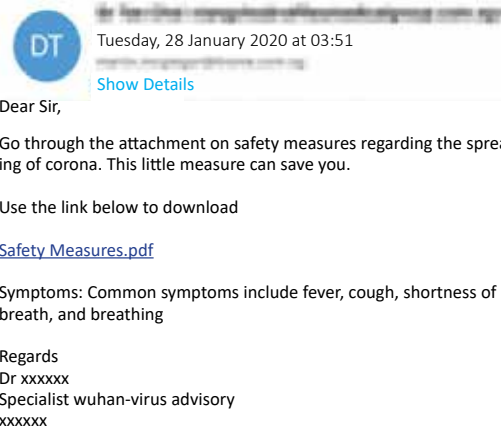 DT
Tuesday, 28 January 2020 at 03:51
Show Details
Dear Sir,
Go through the attachment on safety measures regarding the sprea
ing of corona. This little measure can save you.
Use the link below to download
Safety Measures.pdf
Symptoms: Common symptoms include fever, cough, shortness of
breath, and breathing
Regards
Dr xxxxxx
Specialist wuhan-virus advisory
xxxxxx